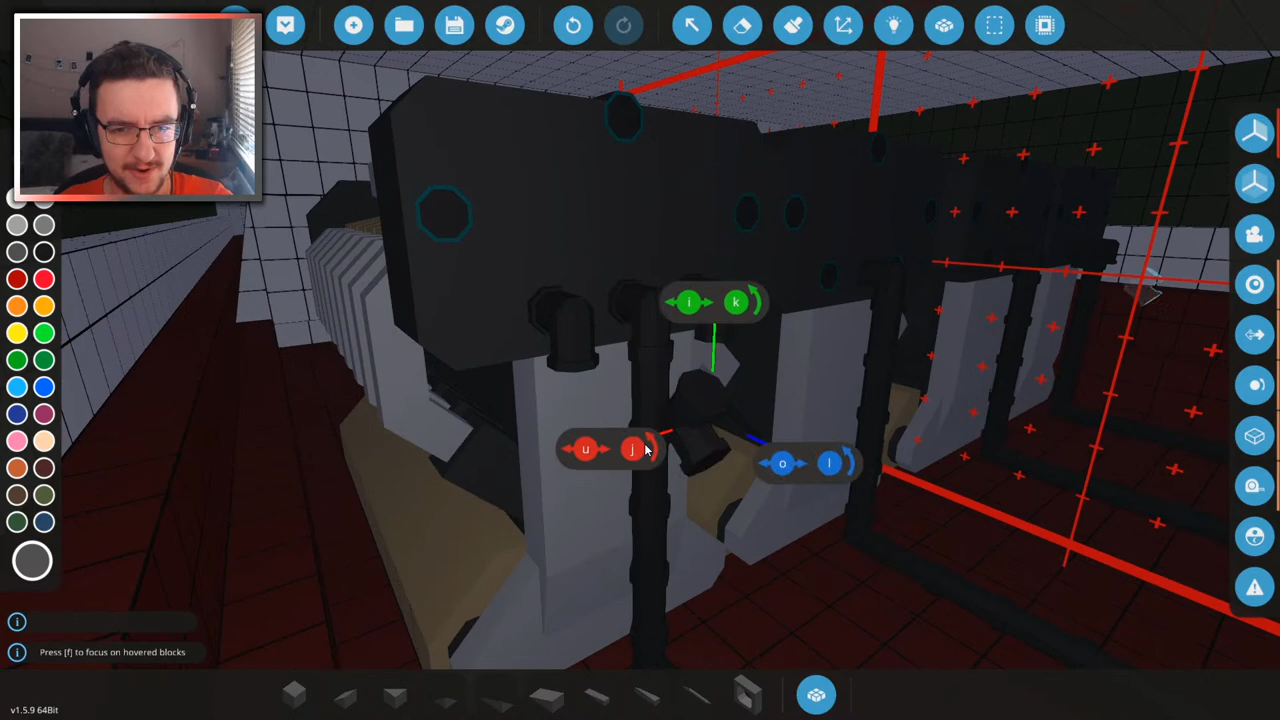 i k
u j
o l
Press [f] to focus on hovered blocks
v1.5.9 64Bit